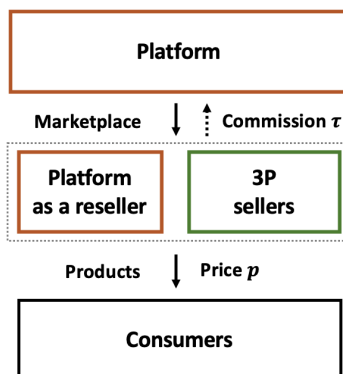 Platform
Marketplace
Commission τ
Platform
as a reseller
3P
sellers
Products
Price p
Consumers